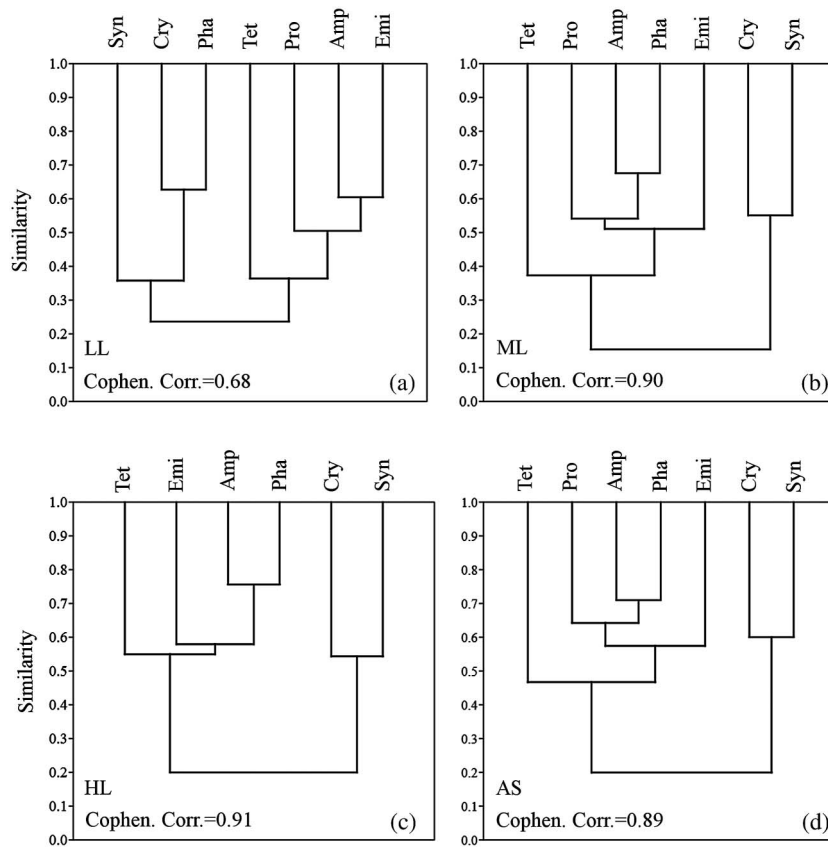 Syn Cry Pha Tet Pro Amp Emi
1.0
0.9
0.8
0.7
0.6
0.5
0.4
0.3
0.2
0.1
0.0
Similarity
LL
Cophen. Corr.=0.68
(a)
Tet Pro Amp Pha Emi Cry Syn
1.0
0.9
0.8
0.7
0.6
0.5
0.4
0.3
0.2
0.1
0.0
ML
Cophen. Corr.=0.90
(b)
Tet Emi Amp Pha Cry Syn
1.0
0.9
0.8
0.7
0.6
0.5
0.4
0.3
0.2
0.1
0.0
Similarity
HL
Cophen. Corr.=0.91
(c)
Tet Pro Amp Pha Emi Cry Syn
1.0
0.9
0.8
0.7
0.6
0.5
0.4
0.3
0.2
0.1
0.0
AS
Cophen. Corr.=0.89
(d)